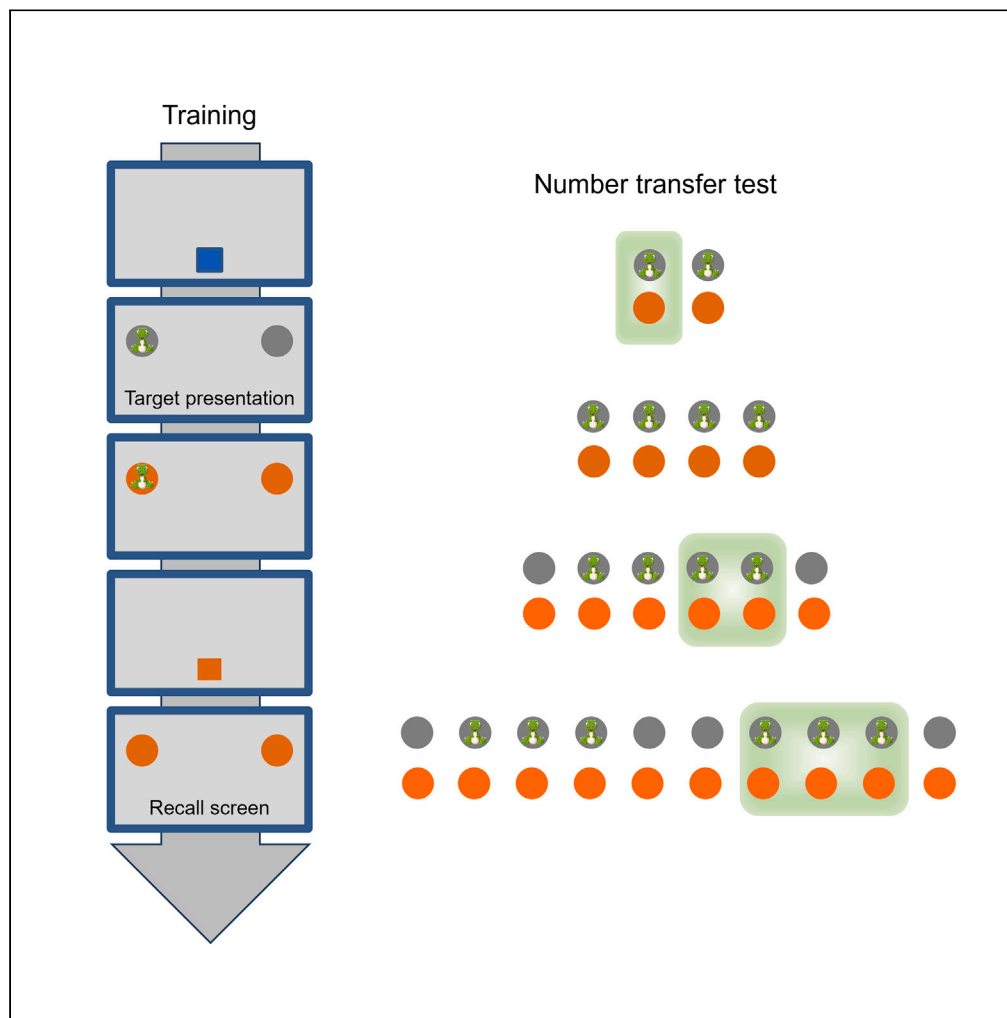 Training
Number transfer test
Target presentation
Recall screen